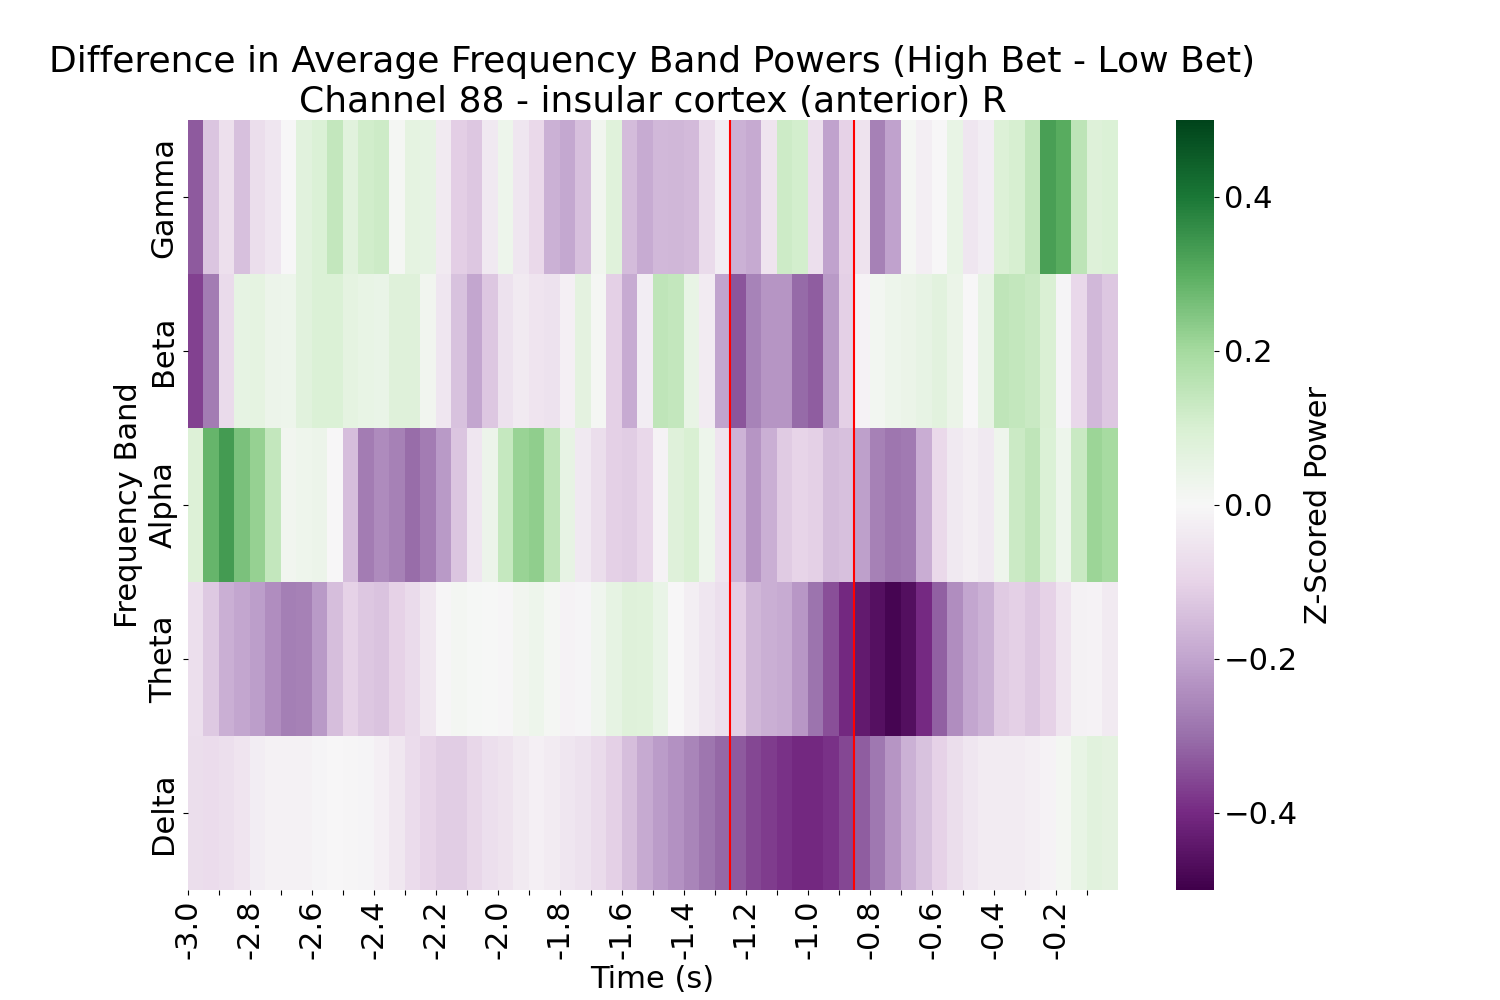 Difference in Average Frequency Band Powers (High Bet - Low Bet)
Channel 88 - insular cortex (anterior) R
Frequency Band
Gamma
Beta
Alpha
Theta
Delta
-3.0 -2.8 -2.6 -2.4 -2.2 -2.0 -1.8 -1.6 -1.4 -1.2 -1.0 -0.8 -0.6 -0.4 -0.2
Time (s)
0.4
0.2
0.0
−0.2
−0.4
Z-Scored Power